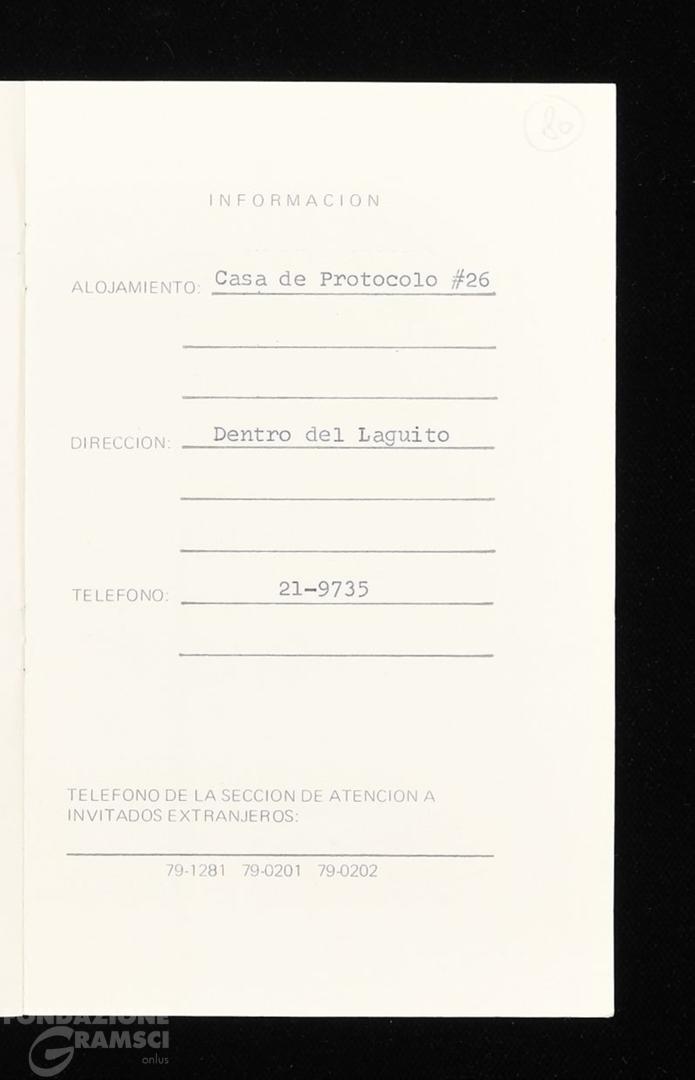 80
INFORMACION
ALOJAMIENTO: Casa de Protocolo #26
DIRECCION: Dentro del Laguito
TELEFONO: 21-9735
TELEFONO DE LA SECCION DE ATENCION A
INVITADOS EXTRANJEROS:
79-1281 79-0201 79-0202
FONDAZIONE
GRAMSCI
onlus